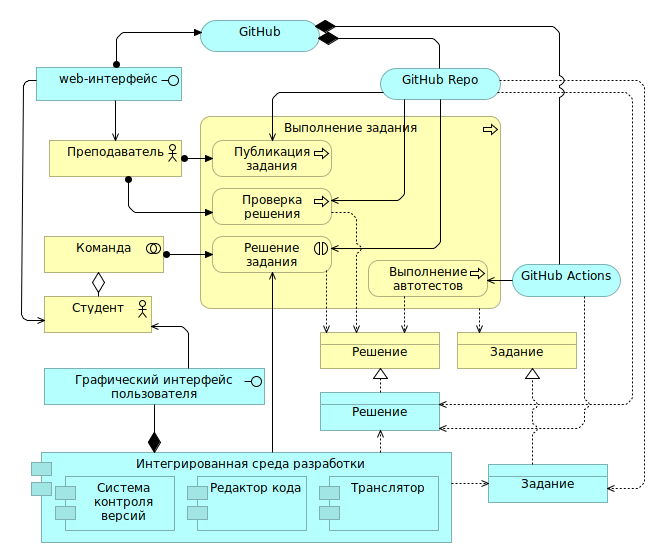 GitHub
web-интерфейс
GitHub Repo
Выполнение задания
Преподаватель
Публикация
задания
Проверка
решения
Команда
Решение
задания
Выполнение
автотестов
GitHub Actions
Студент
Решение
Задание
Графический интерфейс
пользователя
Решение
Интегрированная среда разработки
Система
контроля
версий
Редактор кода
Транслятор
Задание